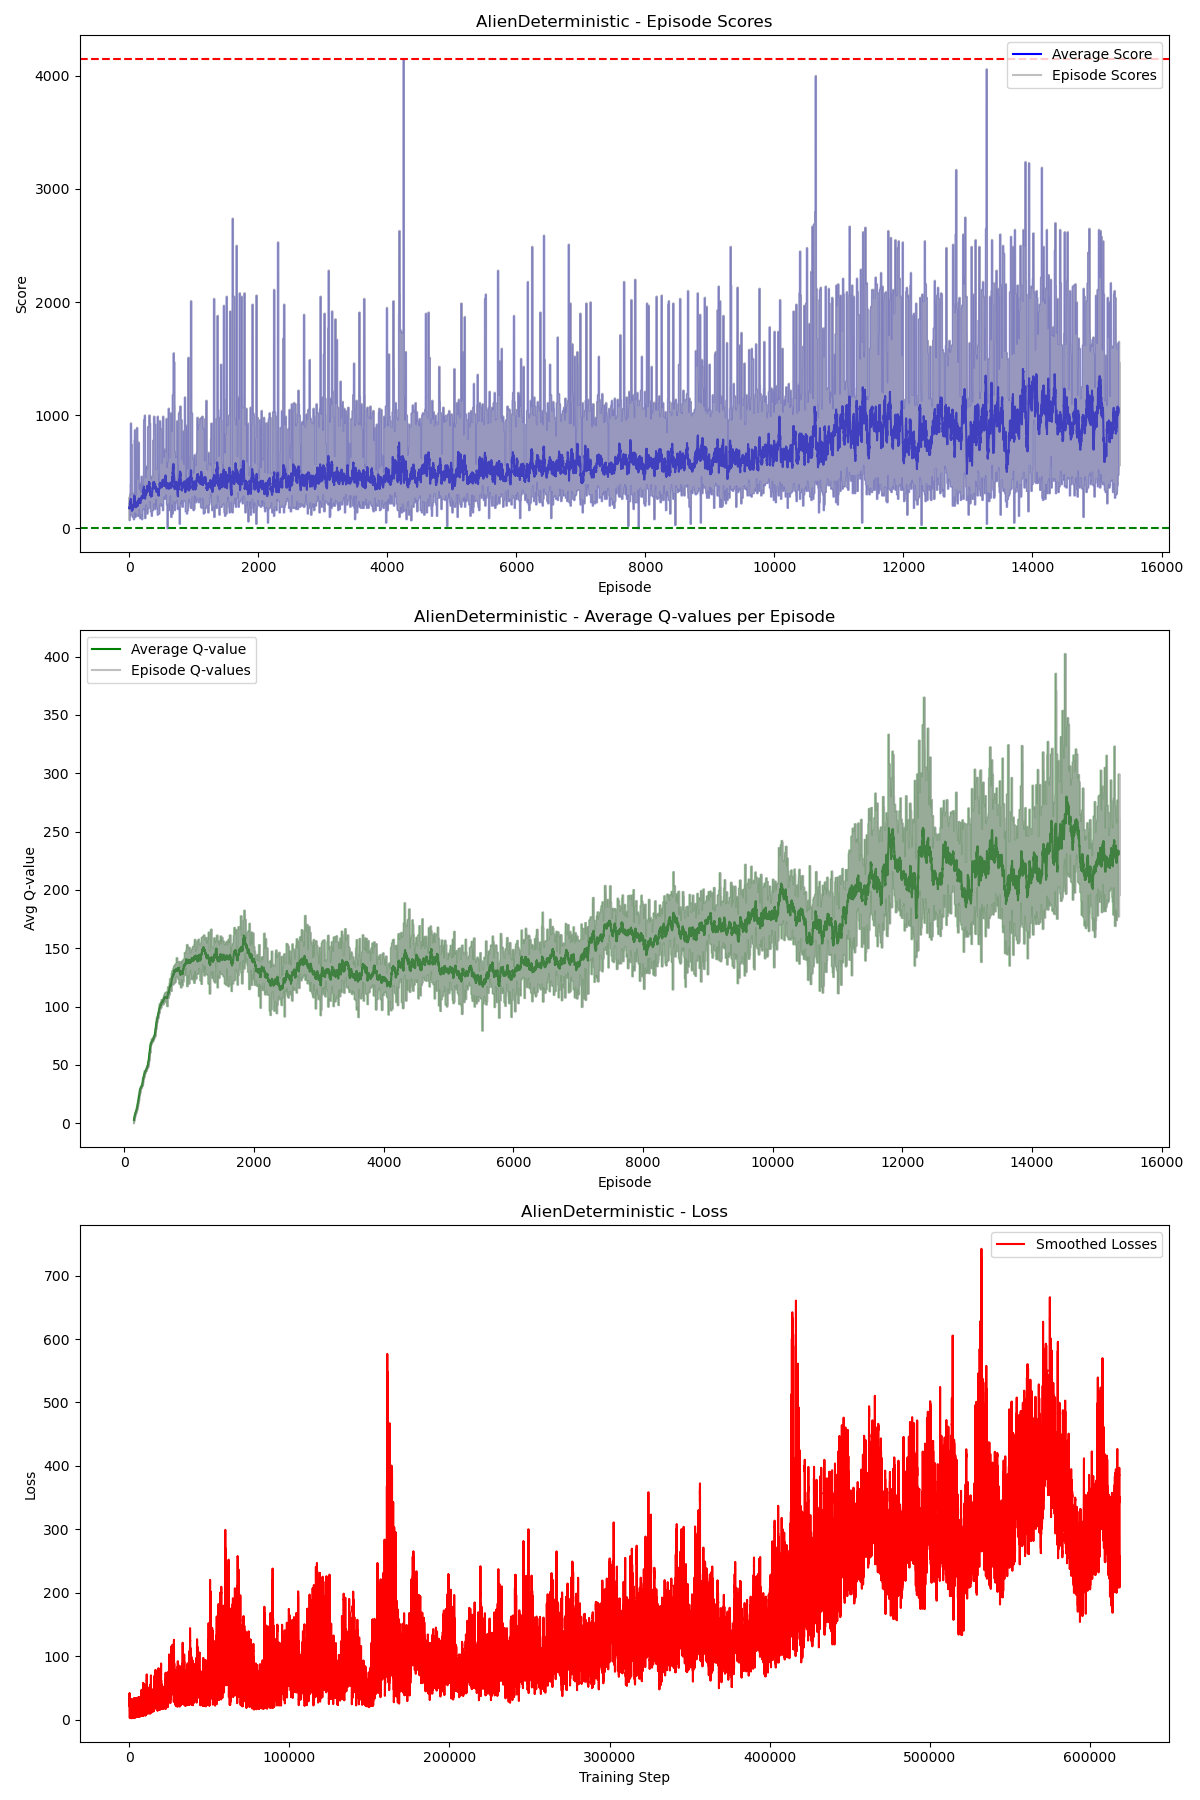 AlienDeterministic - Episode Scores
Average Score
Episode Scores
Score
4000
3000
2000
1000
0
0 2000 4000 6000 8000 10000 12000 14000 16000
Episode
AlienDeterministic - Average Q-values per Episode
Average Q-value
Episode Q-values
Avg Q-value
400
350
300
250
200
150
100
50
0
0 2000 4000 6000 8000 10000 12000 14000 16000
Episode
AlienDeterministic - Loss
Smoothed Losses
Loss
700
600
500
400
300
200
100
0
0 100000 200000 300000 400000 500000 600000
Training Step